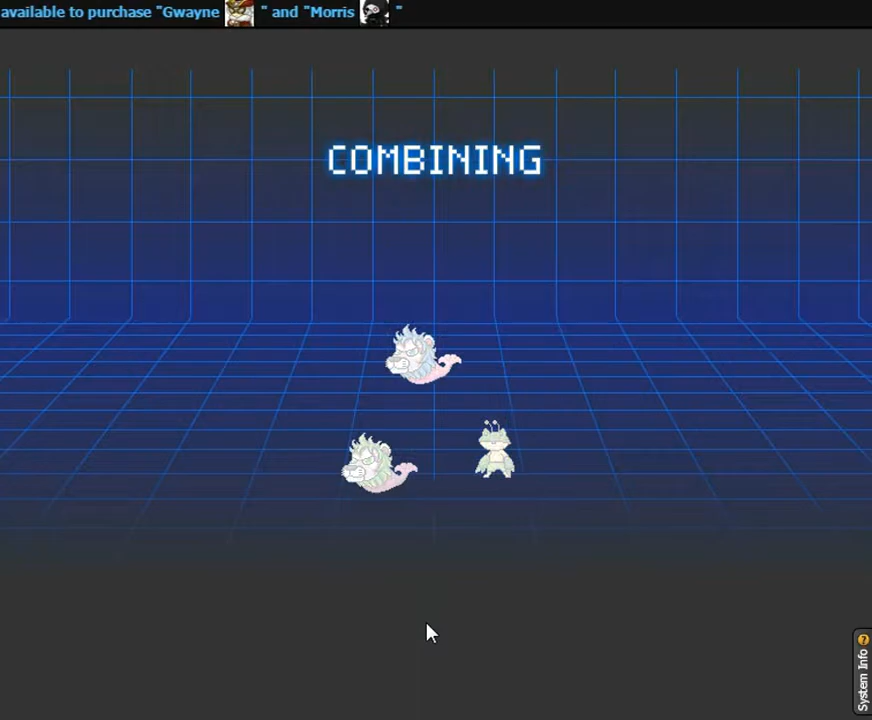 available to purchase "Gwayne " and "Morris "
COMBINING
System Info ?